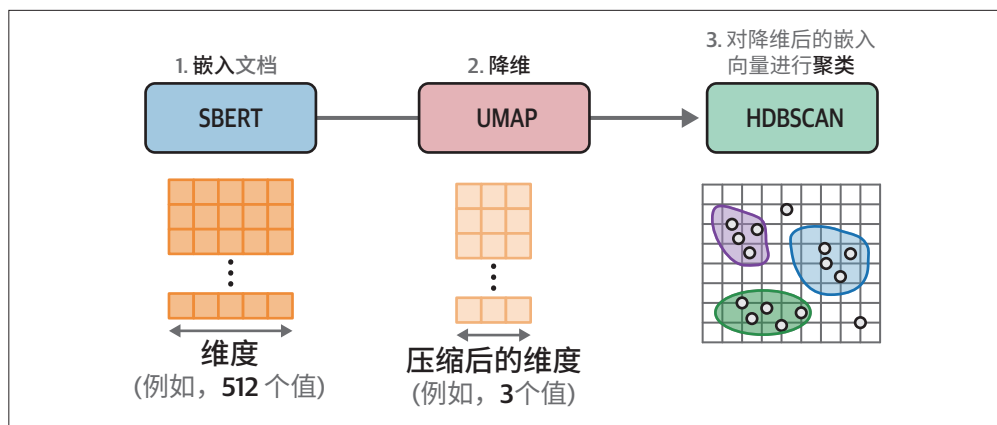 1. 嵌入文档
SBERT
2. 降维
UMAP
3. 对降维后的嵌入
向量进行聚类
HDBSCAN
维度
(例如，512 个值)
压缩后的维度
(例如，3个值)